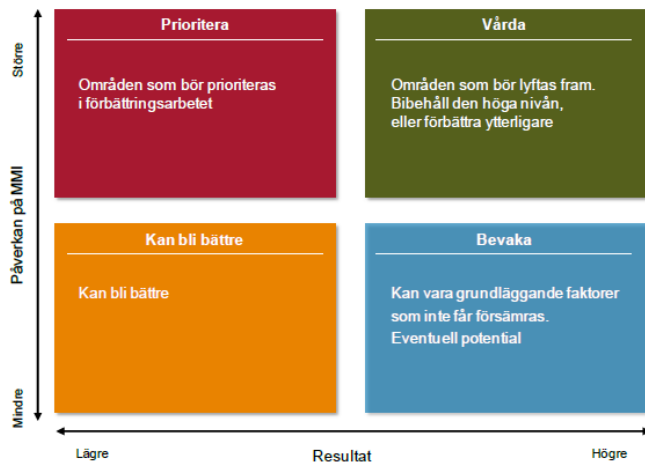 Prioritera
Områden som bör prioriteras
i förbättringsarbetet
Vårda
Områden som bör lyftas fram.
Bibehåll den höga nivån,
eller förbättra ytterligare
Kan bli bättre
Kan bli bättre
Bevaka
Kan vara grundläggande faktorer
som inte får försämras.
Eventuell potential
Större
Påverkan på MMI
Mindre
Lägre
Resultat
Högre